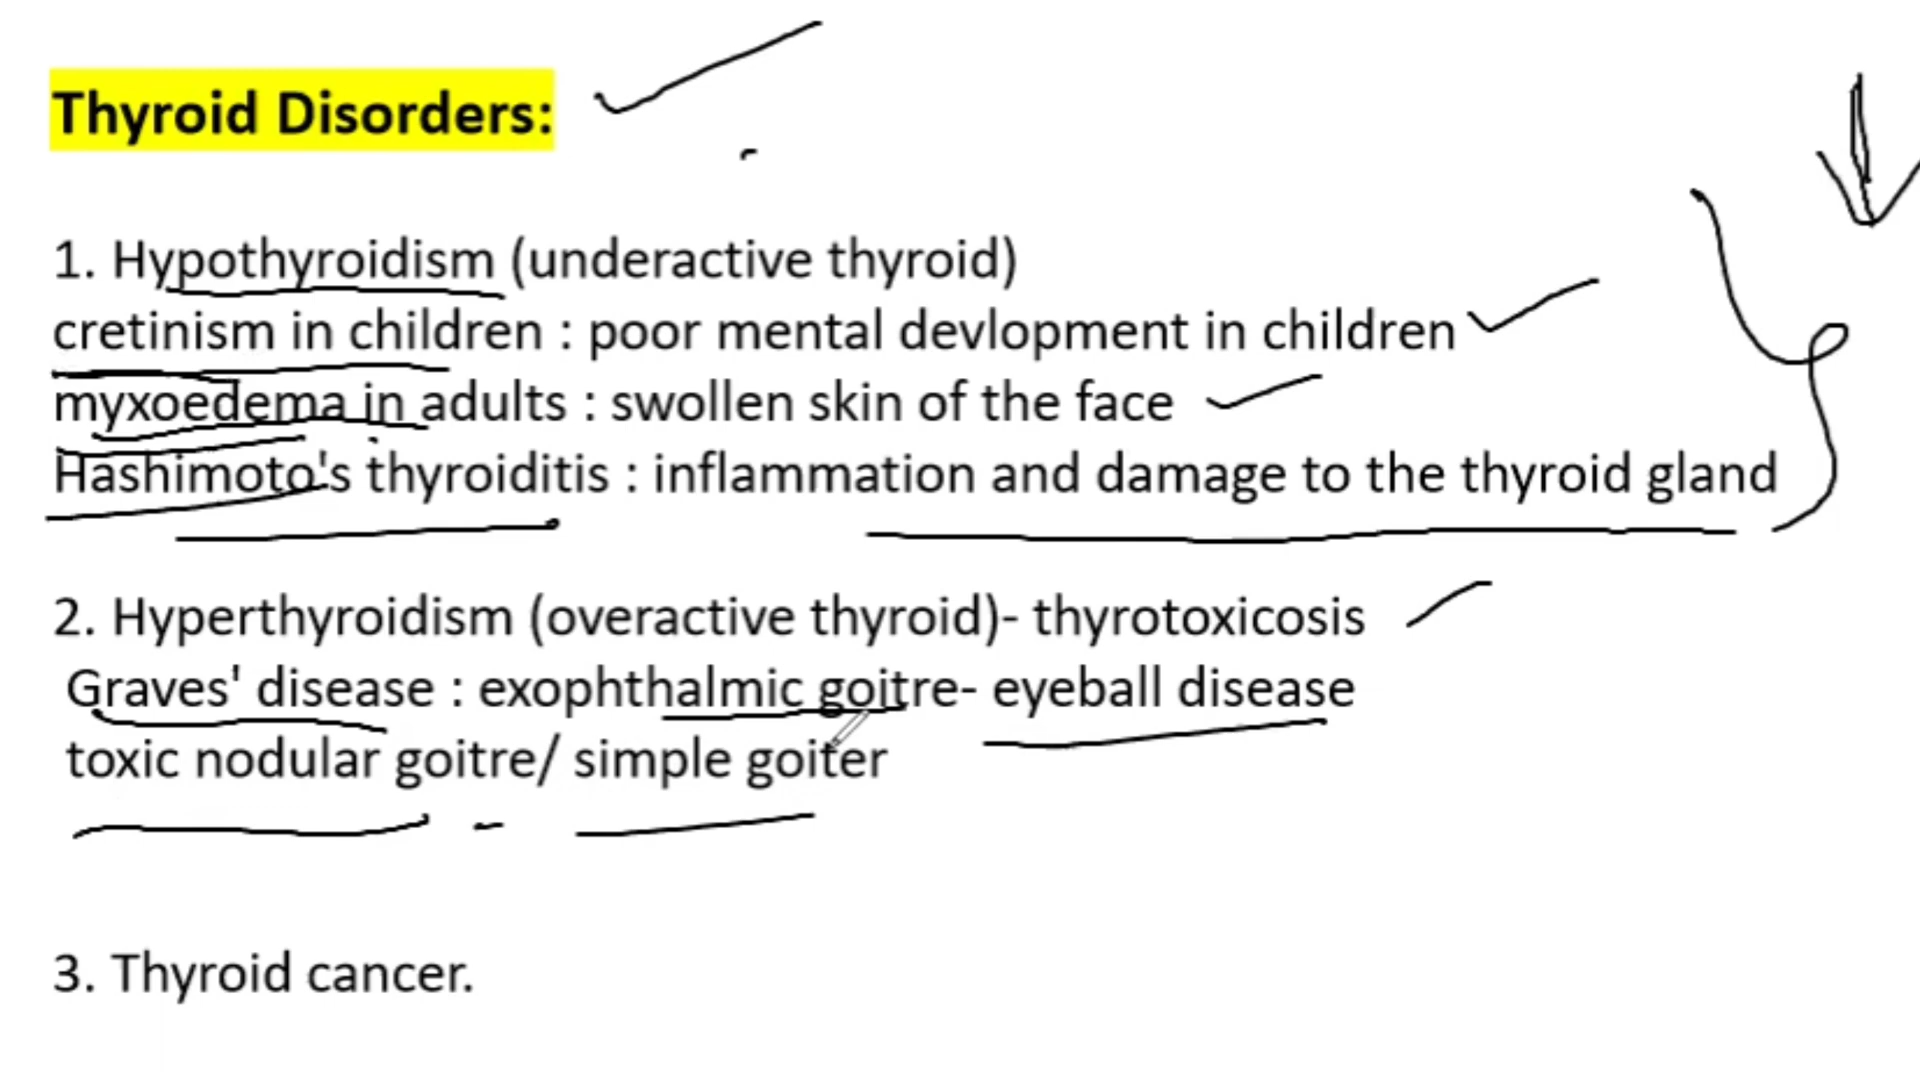 Thyroid Disorders:
1. Hypothyroidism (underactive thyroid)
cretinism in children : poor mental devlopment in children
myxoedema in adults : swollen skin of the face
Hashimoto's thyroiditis : inflammation and damage to the thyroid gland
2. Hyperthyroidism (overactive thyroid)- thyrotoxicosis
Graves' disease : exophthalmic goitre- eyeball disease
toxic nodular goitre/ simple goiter
3. Thyroid cancer.